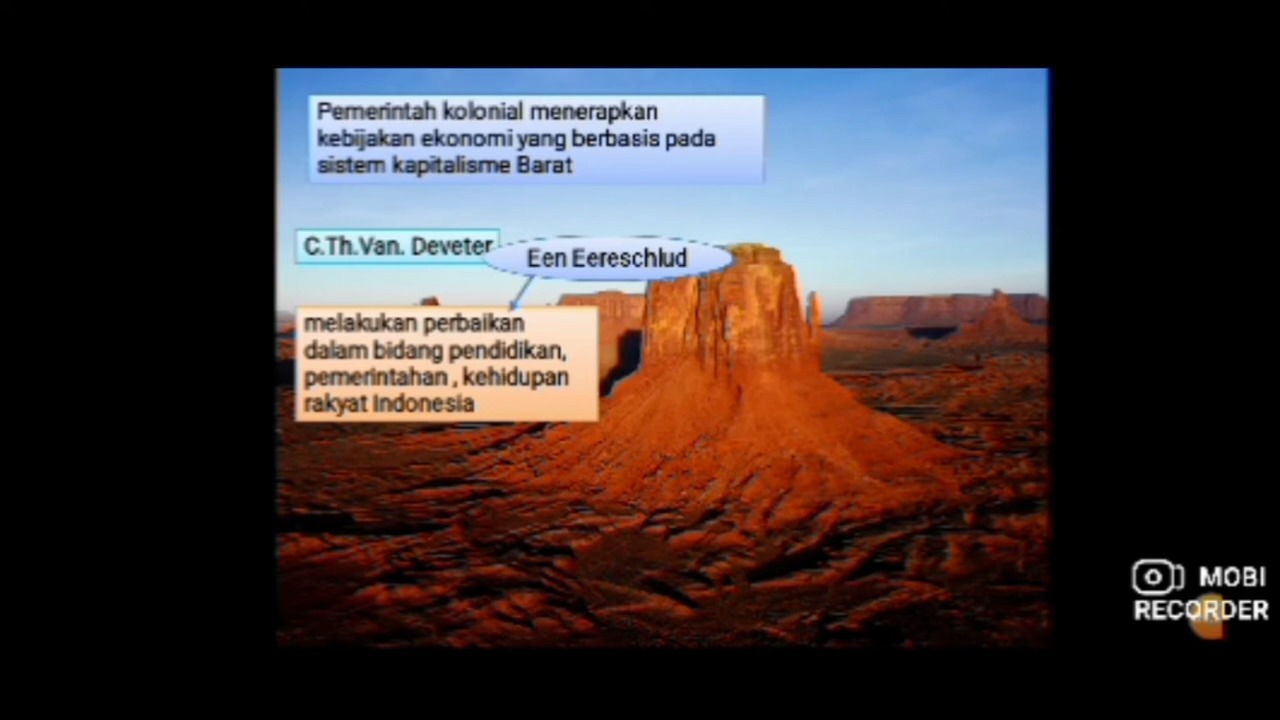 Pemerintah kolonial menerapkan
kebijakan ekonomi yang berbasis pada
sistem kapitalisme Barat
C.Th.Van. Deveter
Een Eereschlud
melakukan perbaikan
dalam bidang pendidikan,
pemerintahan , kehidupan
rakyat Indonesia
MOBI
RECORDER